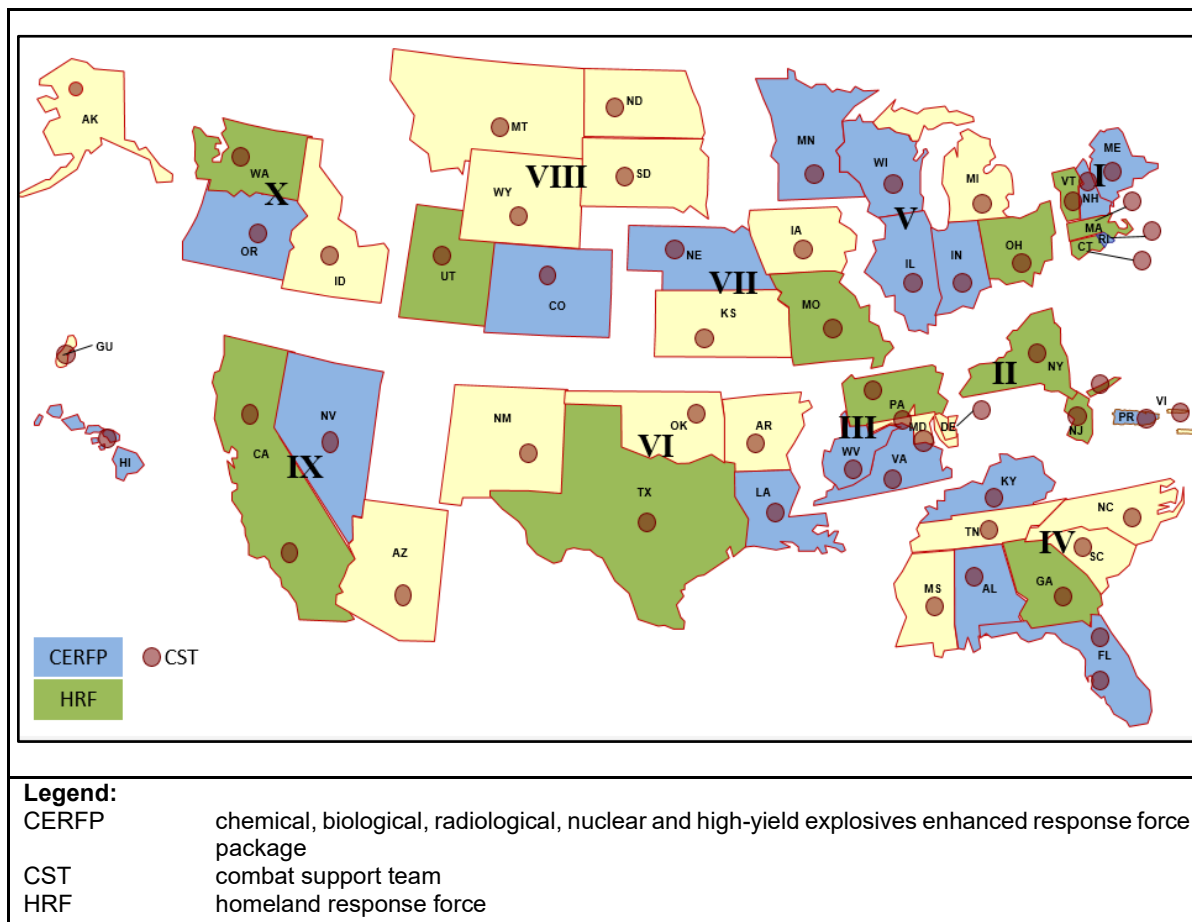 AK
WA
X
OR
ID
MT
ND
VIII
SD
WY
UT
CO
MN
WI
MI
V
IL
IN
OH
NE
IA
VII
KS
MO
ME
VT
I
NH
MA
RI
CT
GU
HI
NV
CA
IX
AZ
NM
OK
AR
VI
TX
LA
II
NY
NJ
PR
VI
PA
III
MD
DE
WV
VA
KY
NC
TN
IV
SC
MS
AL
GA
FL
CERFP
CST
HRF
Legend:
CERFP chemical, biological, radiological, nuclear and high-yield explosives enhanced response force
package
CST combat support team
HRF homeland response force